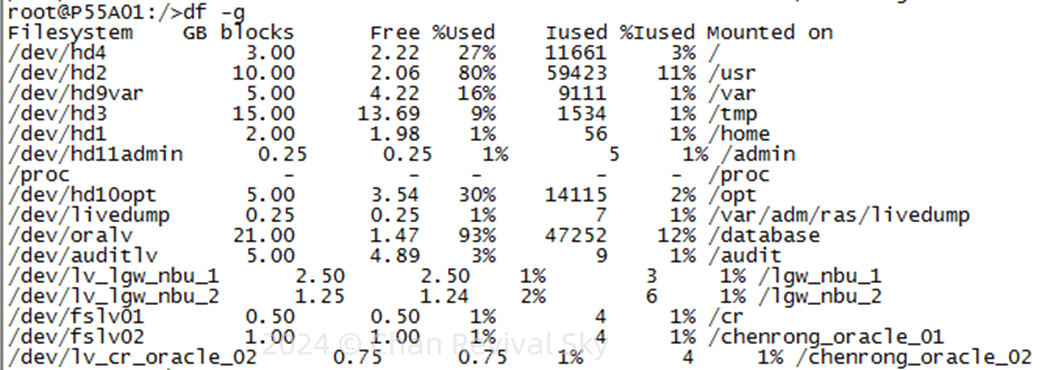 root@P55A01:/>df -g
Filesystem    GB blocks      Free %Used    Iused %Iused Mounted on
/dev/hd4           3.00      2.22   27%    11661     3% /
/dev/hd2          10.00      2.06   80%    59423    11% /usr
/dev/hd9var        5.00      4.22   16%     9111     1% /var
/dev/hd3          15.00     13.69    9%     1534     1% /tmp
/dev/hd1           2.00      1.98    1%       56     1% /home
/dev/hd11admin      0.25      0.25    1%        5     1% /admin
/proc                 -         -    -         -     -  /proc
/dev/hd10opt       5.00      3.54   30%    14115     2% /opt
/dev/livedump      0.25      0.25    1%        7     1% /var/adm/ras/livedump
/dev/oralv        21.00      1.47   93%    47252    12% /database
/dev/auditlv       5.00      4.89    3%        9     1% /audit
/dev/lv_lgw_nbu_1      2.50      2.50    1%        3     1% /lgw_nbu_1
/dev/lv_lgw_nbu_2      1.25      1.24    2%        6     1% /lgw_nbu_2
/dev/fslv01        0.50      0.50    1%        4     1% /cr
/dev/fslv02        1.00      1.00    1%        4     1% /chenrong_oracle_01
/dev/lv_cr_oracle_02      0.75      0.75    1%        4     1% /chenrong_oracle_02
2024 © Chan Revival Sky